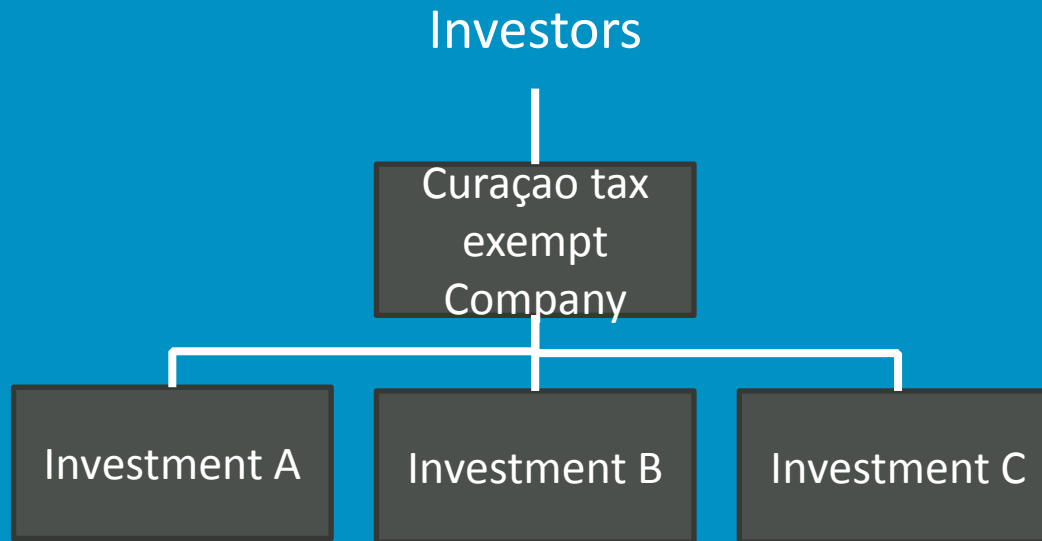 Investors
Curaçao tax
exempt
Company
Investment A
Investment B
Investment C